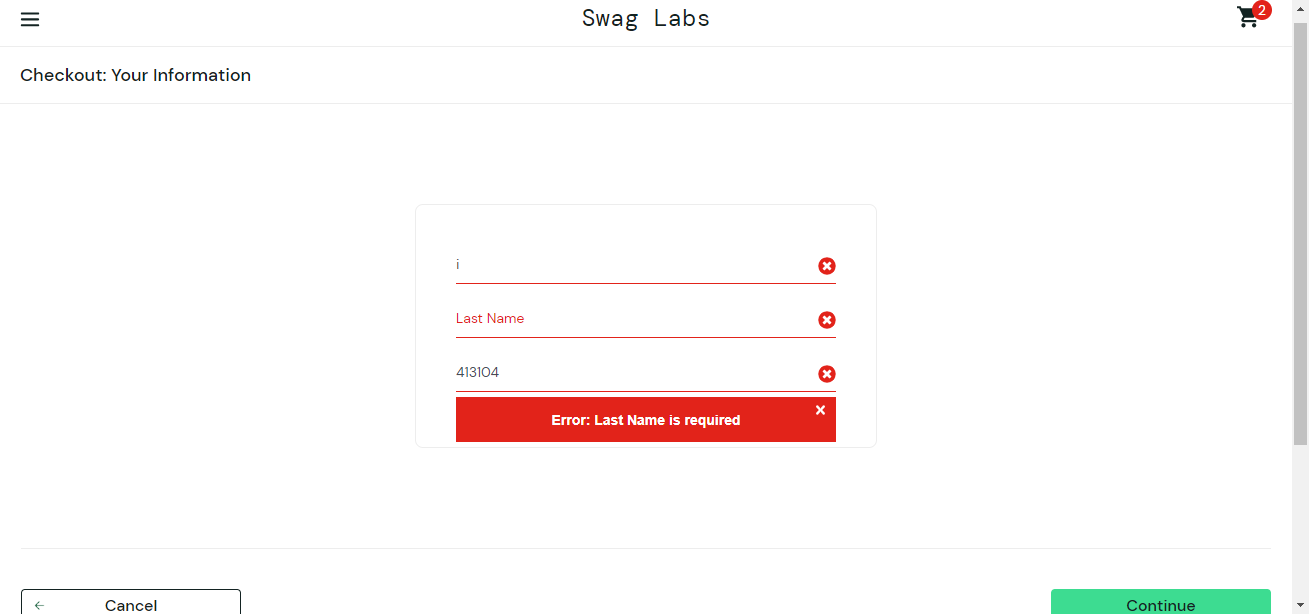 Swag Labs
2
Checkout: Your Information
i
Last Name
413104
Error: Last Name is required
Cancel
Continue